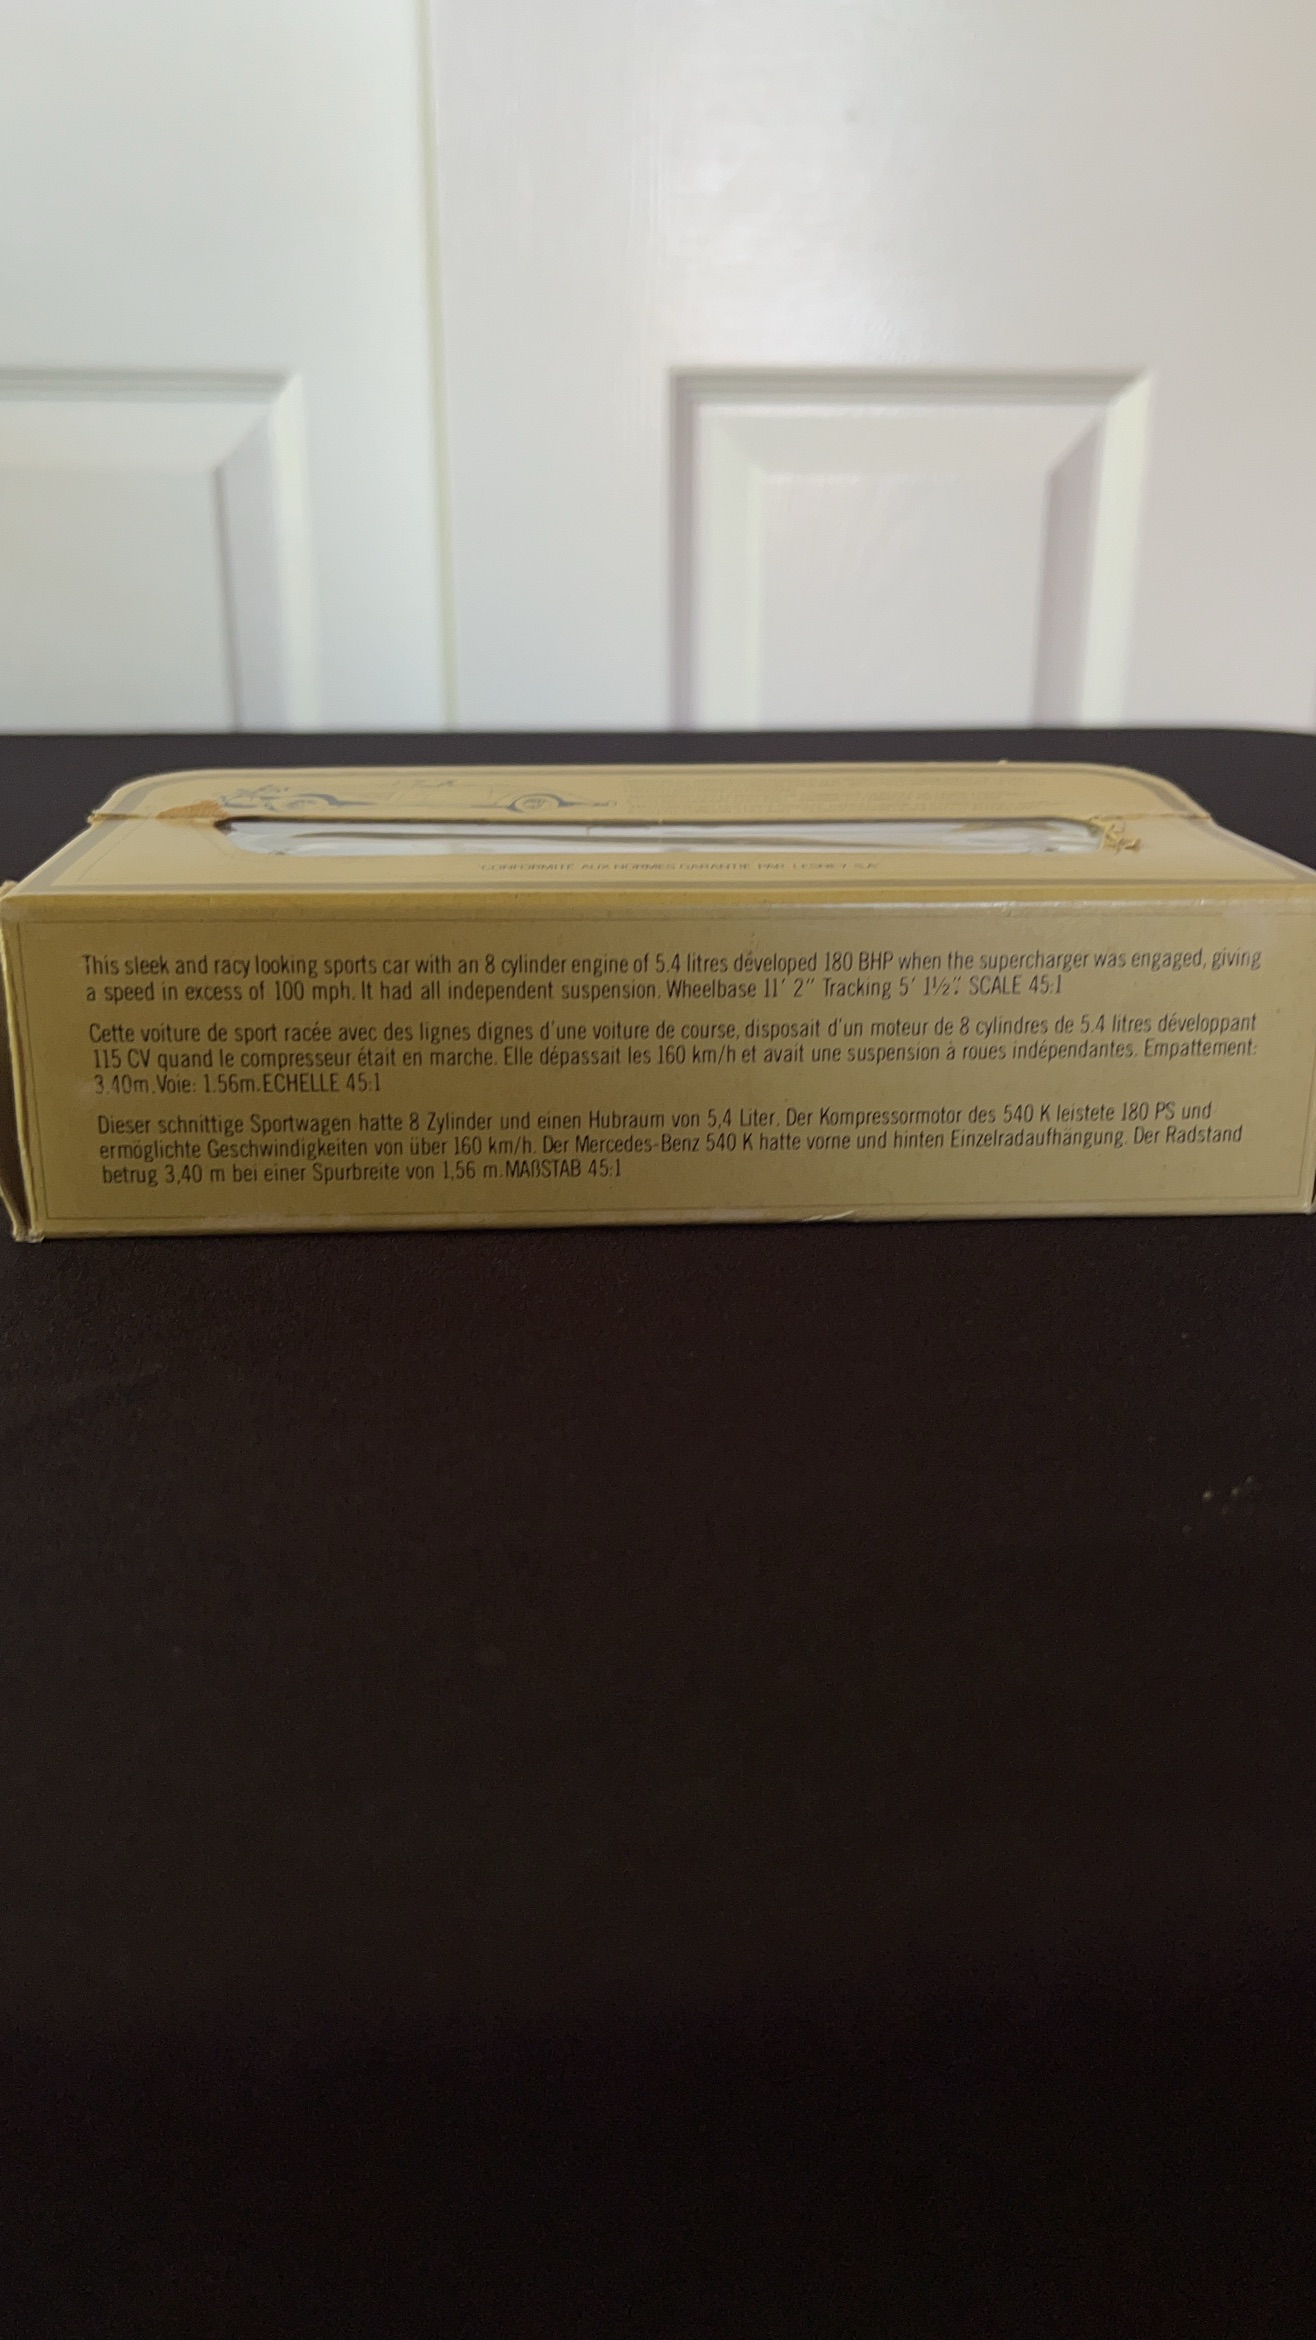 "CONFORMITÉ AUX NORMES GARANTIE PAR LESNEY S.A"
This sleek and racy looking sports car with an 8 cylinder engine of 5.4 litres developed 180 BHP when the supercharger was engaged, giving
a speed in excess of 100 mph. It had all independent suspension. Wheelbase 11' 2" Tracking 5' 1½". SCALE 45:1
Cette voiture de sport racée avec des lignes dignes d'une voiture de course, disposait d'un moteur de 8 cylindres de 5.4 litres développant
115 CV quand le compresseur était en marche. Elle dépassait les 160 km/h et avait une suspension à roues indépendantes. Empattement:
3.40m. Voie: 1.56m. ECHELLE 45:1
Dieser schnittige Sportwagen hatte 8 Zylinder und einen Hubraum von 5,4 Liter. Der Kompressormotor des 540 K leistete 180 PS und
ermöglichte Geschwindigkeiten von über 160 km/h. Der Mercedes-Benz 540 K hatte vorne und hinten Einzelradaufhängung. Der Radstand
betrug 3,40 m bei einer Spurbreite von 1,56 m. MAßSTAB 45:1